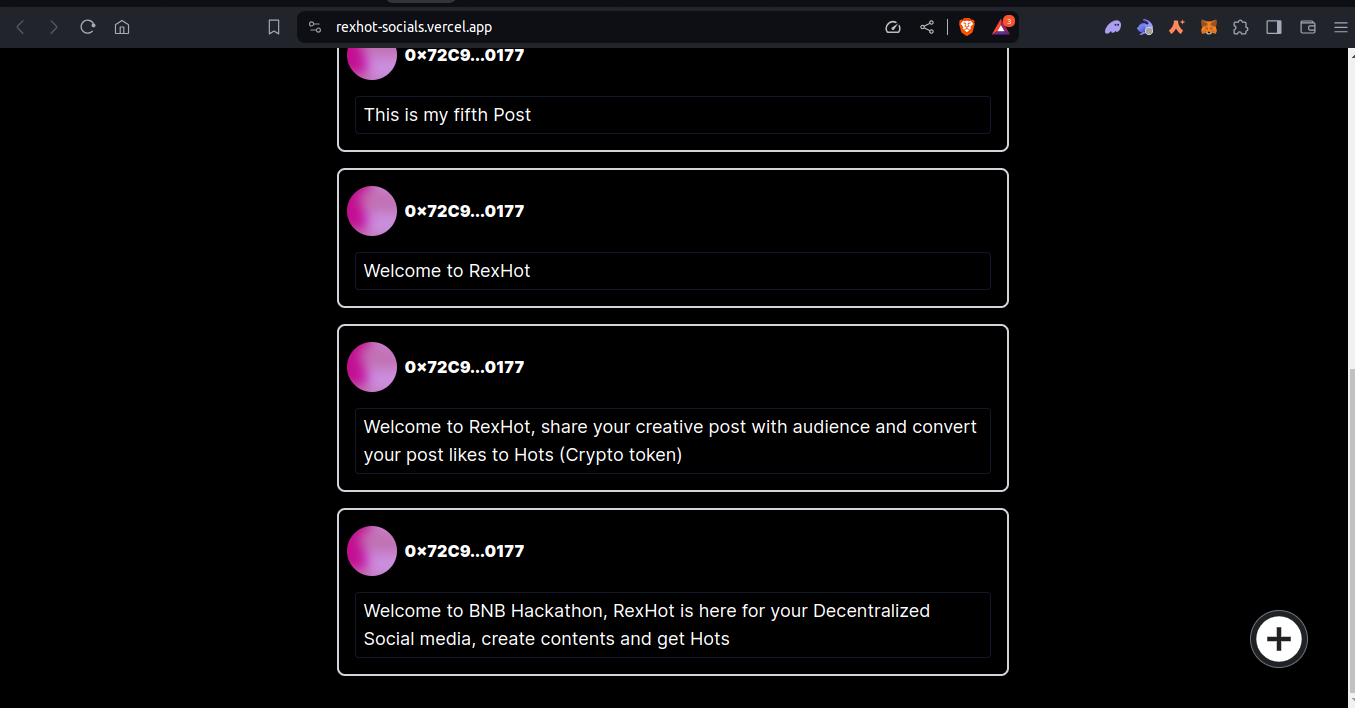 rexhot-socials.vercel.app
3
0×72C9...0177
This is my fifth Post
0×72C9...0177
Welcome to RexHot
0×72C9...0177
Welcome to RexHot, share your creative post with audience and convert
your post likes to Hots (Crypto token)
0×72C9...0177
Welcome to BNB Hackathon, RexHot is here for your Decentralized
Social media, create contents and get Hots